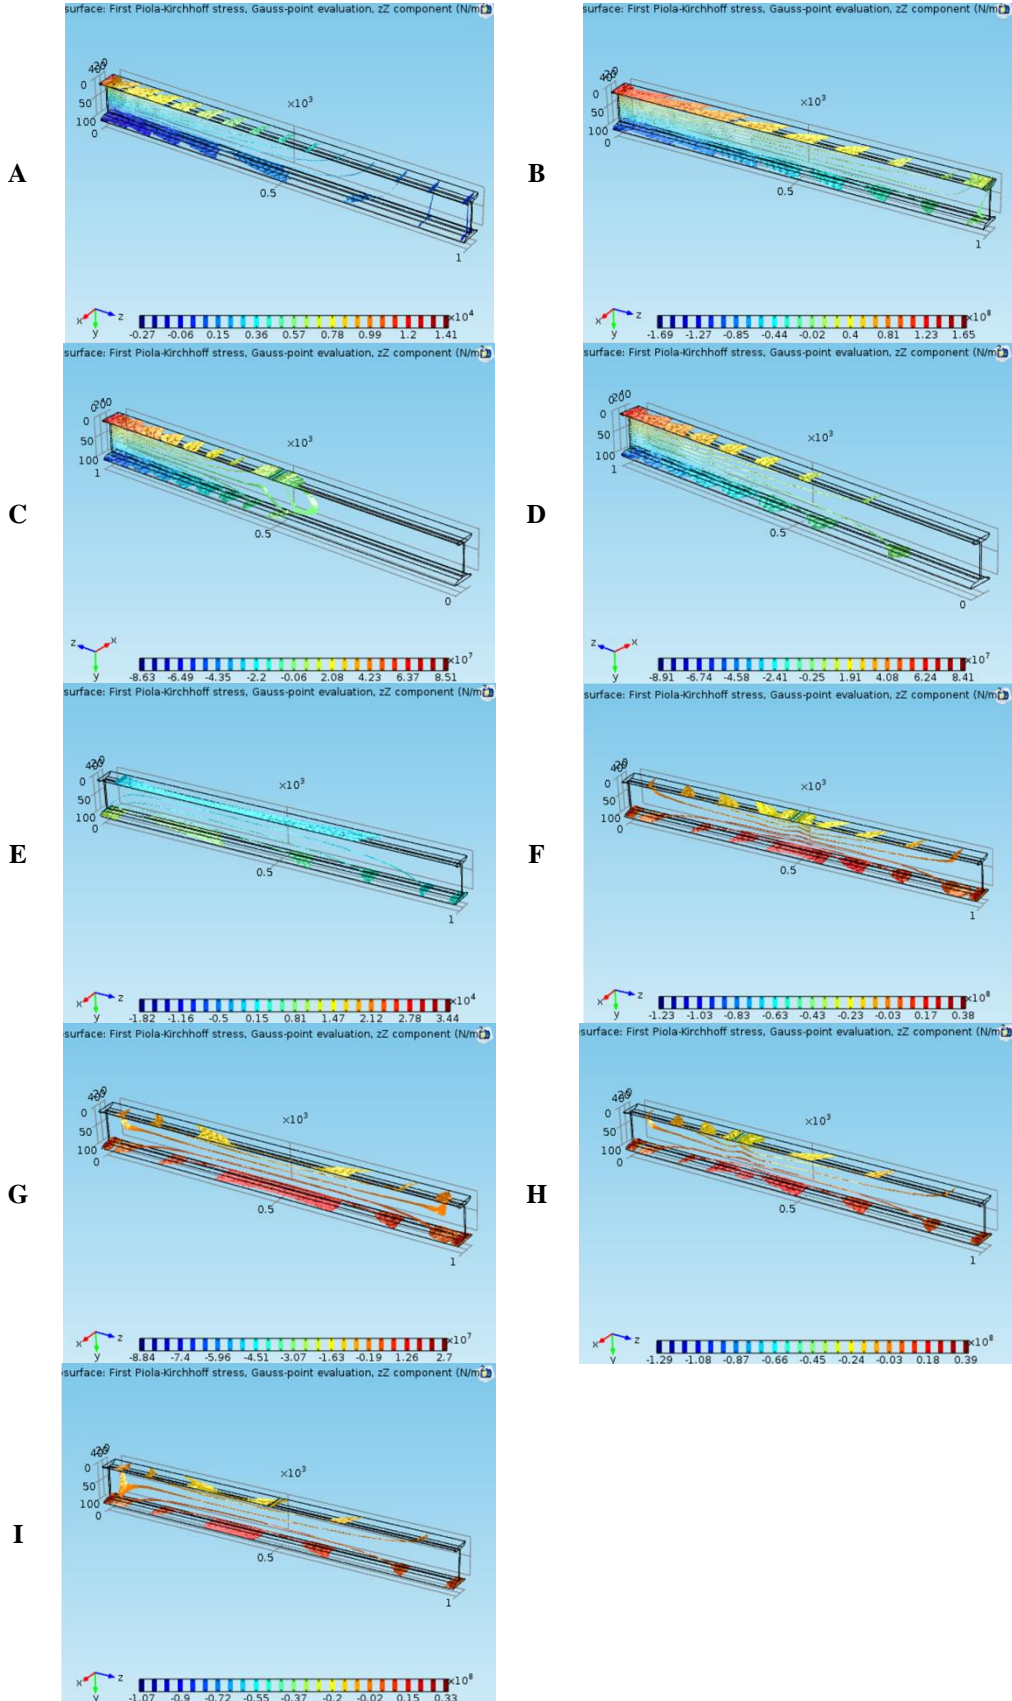 surface: First Piola-Kirchhoff stress, Gauss-point evaluation, zZ component (N/m²
0
50
100
0
×10³
0.5
1
A
x
y
z
×10⁴
-0.27 -0.06 0.15 0.36 0.57 0.78 0.99 1.2 1.41
surface: First Piola-Kirchhoff stress, Gauss-point evaluation, zZ component (N/m²
0
50
100
0
×10³
0.5
1
B
x
y
z
×10⁸
-1.69 -1.27 -0.85 -0.44 -0.02 0.4 0.81 1.23 1.65
surface: First Piola-Kirchhoff stress, Gauss-point evaluation, zZ component (N/m²
0
50
100
1
×10³
0.5
0
C
z
x
y
×10⁷
-8.63 -6.49 -4.35 -2.2 -0.06 2.08 4.23 6.37 8.51
surface: First Piola-Kirchhoff stress, Gauss-point evaluation, zZ component (N/m²
0
50
100
1
×10³
0.5
0
D
z
x
y
×10⁷
-8.91 -6.74 -4.58 -2.41 -0.25 1.91 4.08 6.24 8.41
surface: First Piola-Kirchhoff stress, Gauss-point evaluation, zZ component (N/m²
0
50
100
0
×10³
0.5
1
E
x
y
z
×10⁴
-1.82 -1.16 -0.5 0.15 0.81 1.47 2.12 2.78 3.44
surface: First Piola-Kirchhoff stress, Gauss-point evaluation, zZ component (N/m²
0
50
100
0
×10³
0.5
1
F
x
y
z
×10⁸
-1.23 -1.03 -0.83 -0.63 -0.43 -0.23 -0.03 0.17 0.38
surface: First Piola-Kirchhoff stress, Gauss-point evaluation, zZ component (N/m²
0
50
100
0
×10³
0.5
1
G
x
y
z
×10⁷
-8.84 -7.4 -5.96 -4.51 -3.07 -1.63 -0.19 1.26 2.7
surface: First Piola-Kirchhoff stress, Gauss-point evaluation, zZ component (N/m²
0
50
100
0
×10³
0.5
1
H
x
y
z
×10⁸
-1.29 -1.08 -0.87 -0.66 -0.45 -0.24 -0.03 0.18 0.39
surface: First Piola-Kirchhoff stress, Gauss-point evaluation, zZ component (N/m²
0
50
100
0
×10³
0.5
1
I
x
y
z
×10⁸
-1.07 -0.9 -0.72 -0.55 -0.37 -0.2 -0.02 0.15 0.33